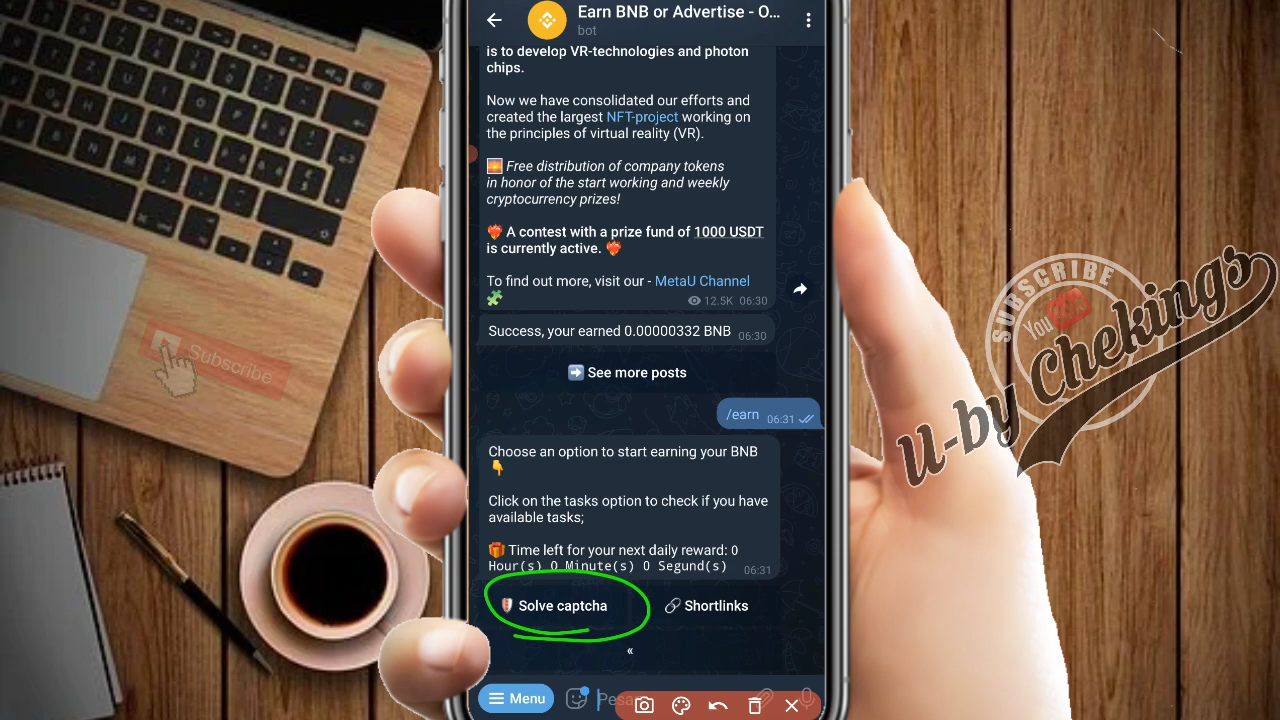 Earn BNB or Advertise - O...
bot
is to develop VR-technologies and photon
chips.
Now we have consolidated our efforts and
created the largest NFT-project working on
the principles of virtual reality (VR).
Free distribution of company tokens
in honor of the start working and weekly
cryptocurrency prizes!
A contest with a prize fund of 1000 USDT
is currently active.
To find out more, visit our - MetaU Channel
12.5K 06:30
Success, your earned 0.00000332 BNB 06:30
See more posts
/earn 06:31
Choose an option to start earning your BNB
Click on the tasks option to check if you have
available tasks;
Time left for your next daily reward: 0
Hour(s) 0 Minute(s) 0 Segund(s) 06:31
Solve captcha
Shortlinks
«
Menu
Subscribe
SUBSCRIBE
SUBSCRIBE
You
U-by Chekings